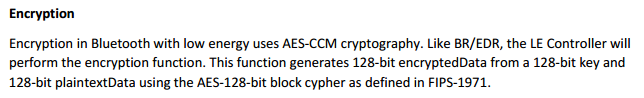 Encryption
Encryption in Bluetooth with low energy uses AES-CCM cryptography. Like BR/EDR, the LE Controller will
perform the encryption function. This function generates 128-bit encryptedData from a 128-bit key and
128-bit plaintextData using the AES-128-bit block cypher as defined in FIPS-1971.